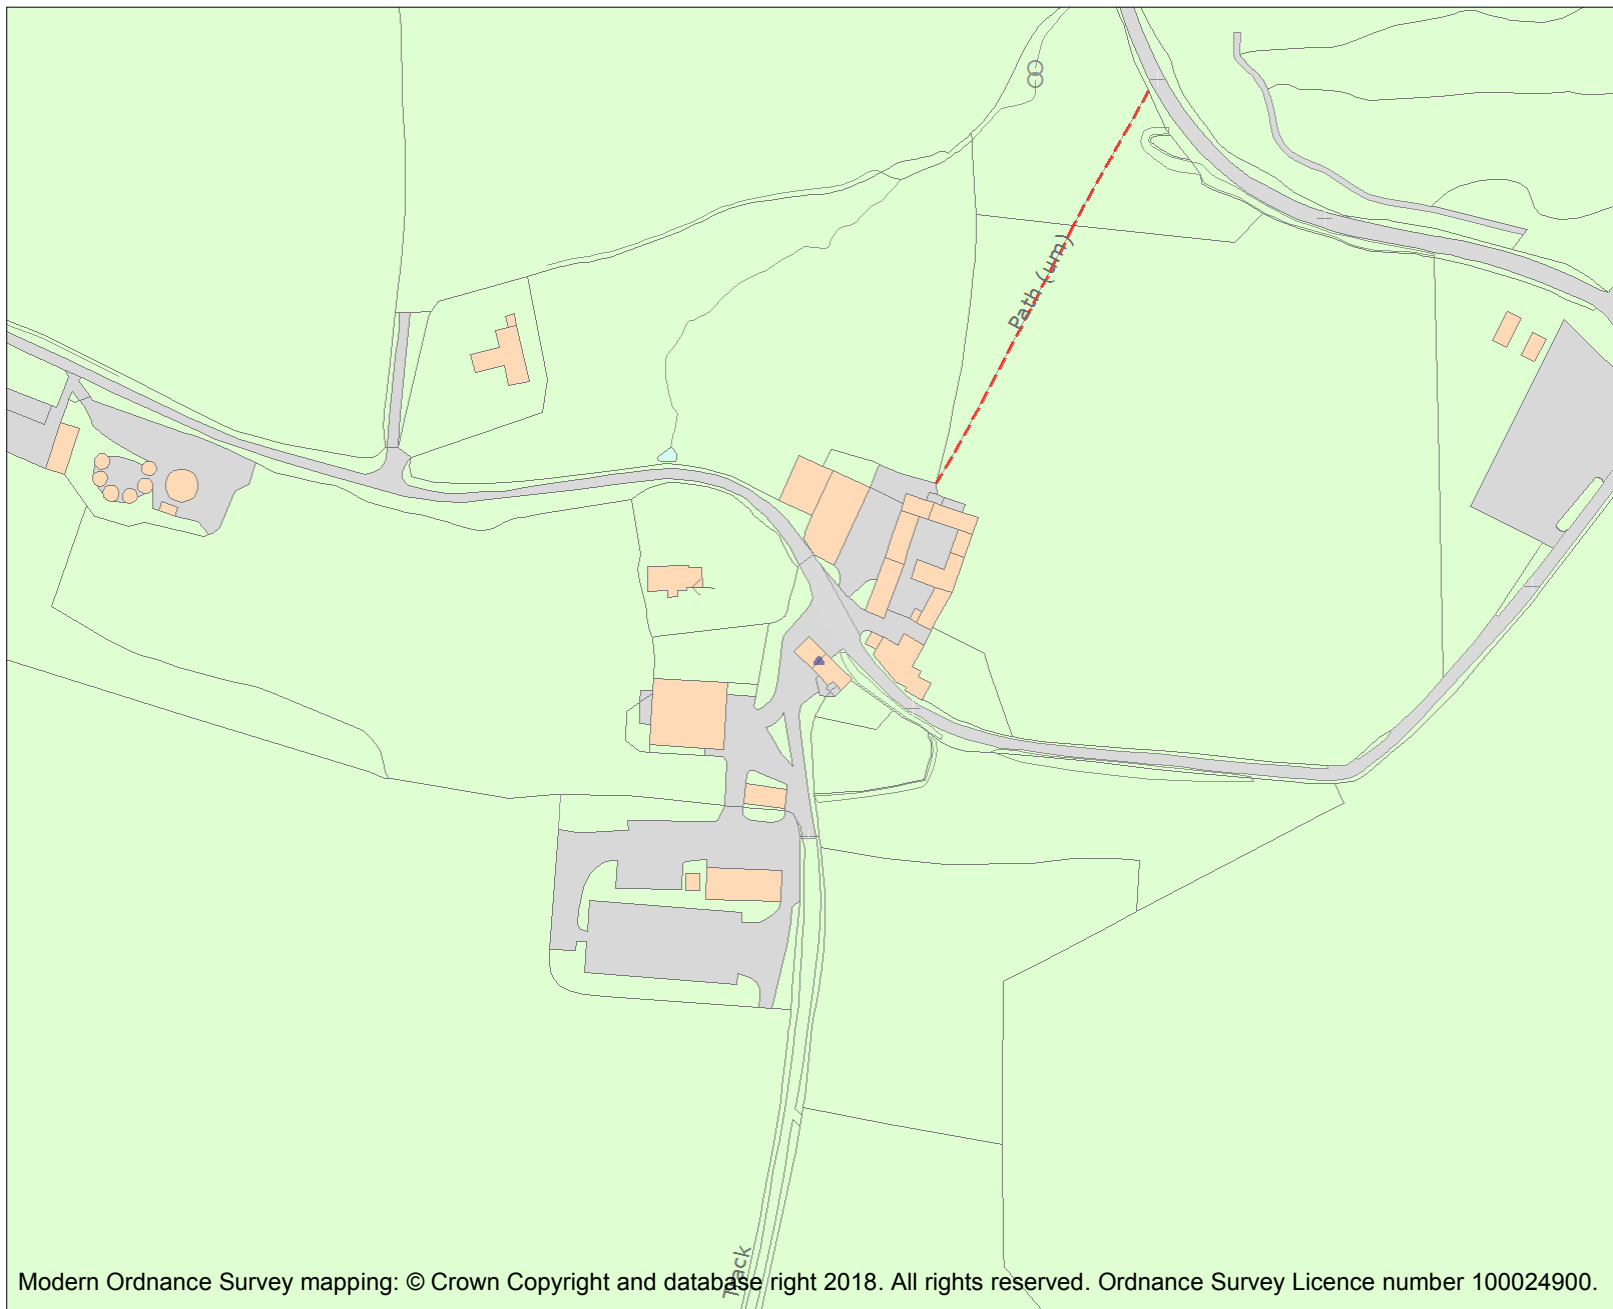 Path (um)
Track
Modern Ordnance Survey mapping: © Crown Copyright and database right 2018. All rights reserved. Ordnance Survey Licence number 100024900.